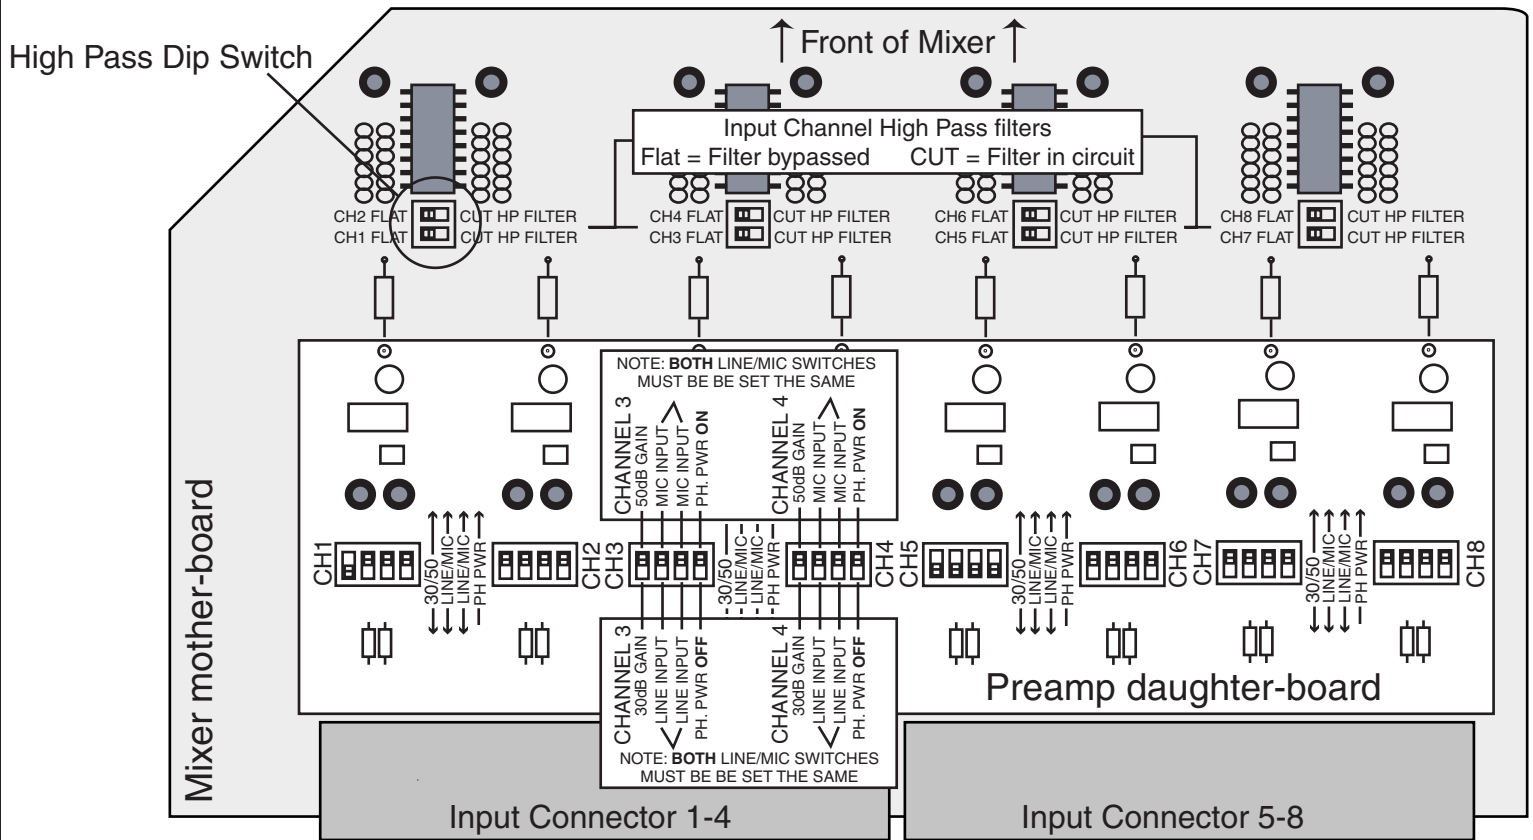 High Pass Dip Switch
Front of Mixer
Input Channel High Pass filters
Flat = Filter bypassed CUT = Filter in circuit
CH2 FLAT CUT HP FILTER
CH1 FLAT CUT HP FILTER
CH4 FLAT CUT HP FILTER
CH3 FLAT CUT HP FILTER
CH6 FLAT CUT HP FILTER
CH5 FLAT CUT HP FILTER
CH8 FLAT CUT HP FILTER
CH7 FLAT CUT HP FILTER
Mixer mother-board
NOTE: BOTH LINE/MIC SWITCHES
MUST BE BE SET THE SAME
CHANNEL 3
50dB GAIN
MIC INPUT
MIC INPUT
PH. PWR ON
CHANNEL 4
50dB GAIN
MIC INPUT
MIC INPUT
PH. PWR ON
CH1
30/50
LINE/MIC
LINE/MIC
PH PWR
CH2
CH3
30/50
LINE/MIC
LINE/MIC
PH PWR
CH4
CH5
30/50
LINE/MIC
LINE/MIC
PH PWR
CH6
CH7
30/50
LINE/MIC
LINE/MIC
PH PWR
CH8
CHANNEL 3
30dB GAIN
LINE INPUT
LINE INPUT
PH. PWR OFF
CHANNEL 4
30dB GAIN
LINE INPUT
LINE INPUT
PH. PWR OFF
NOTE: BOTH LINE/MIC SWITCHES
MUST BE BE SET THE SAME
Preamp daughter-board
Input Connector 1-4
Input Connector 5-8